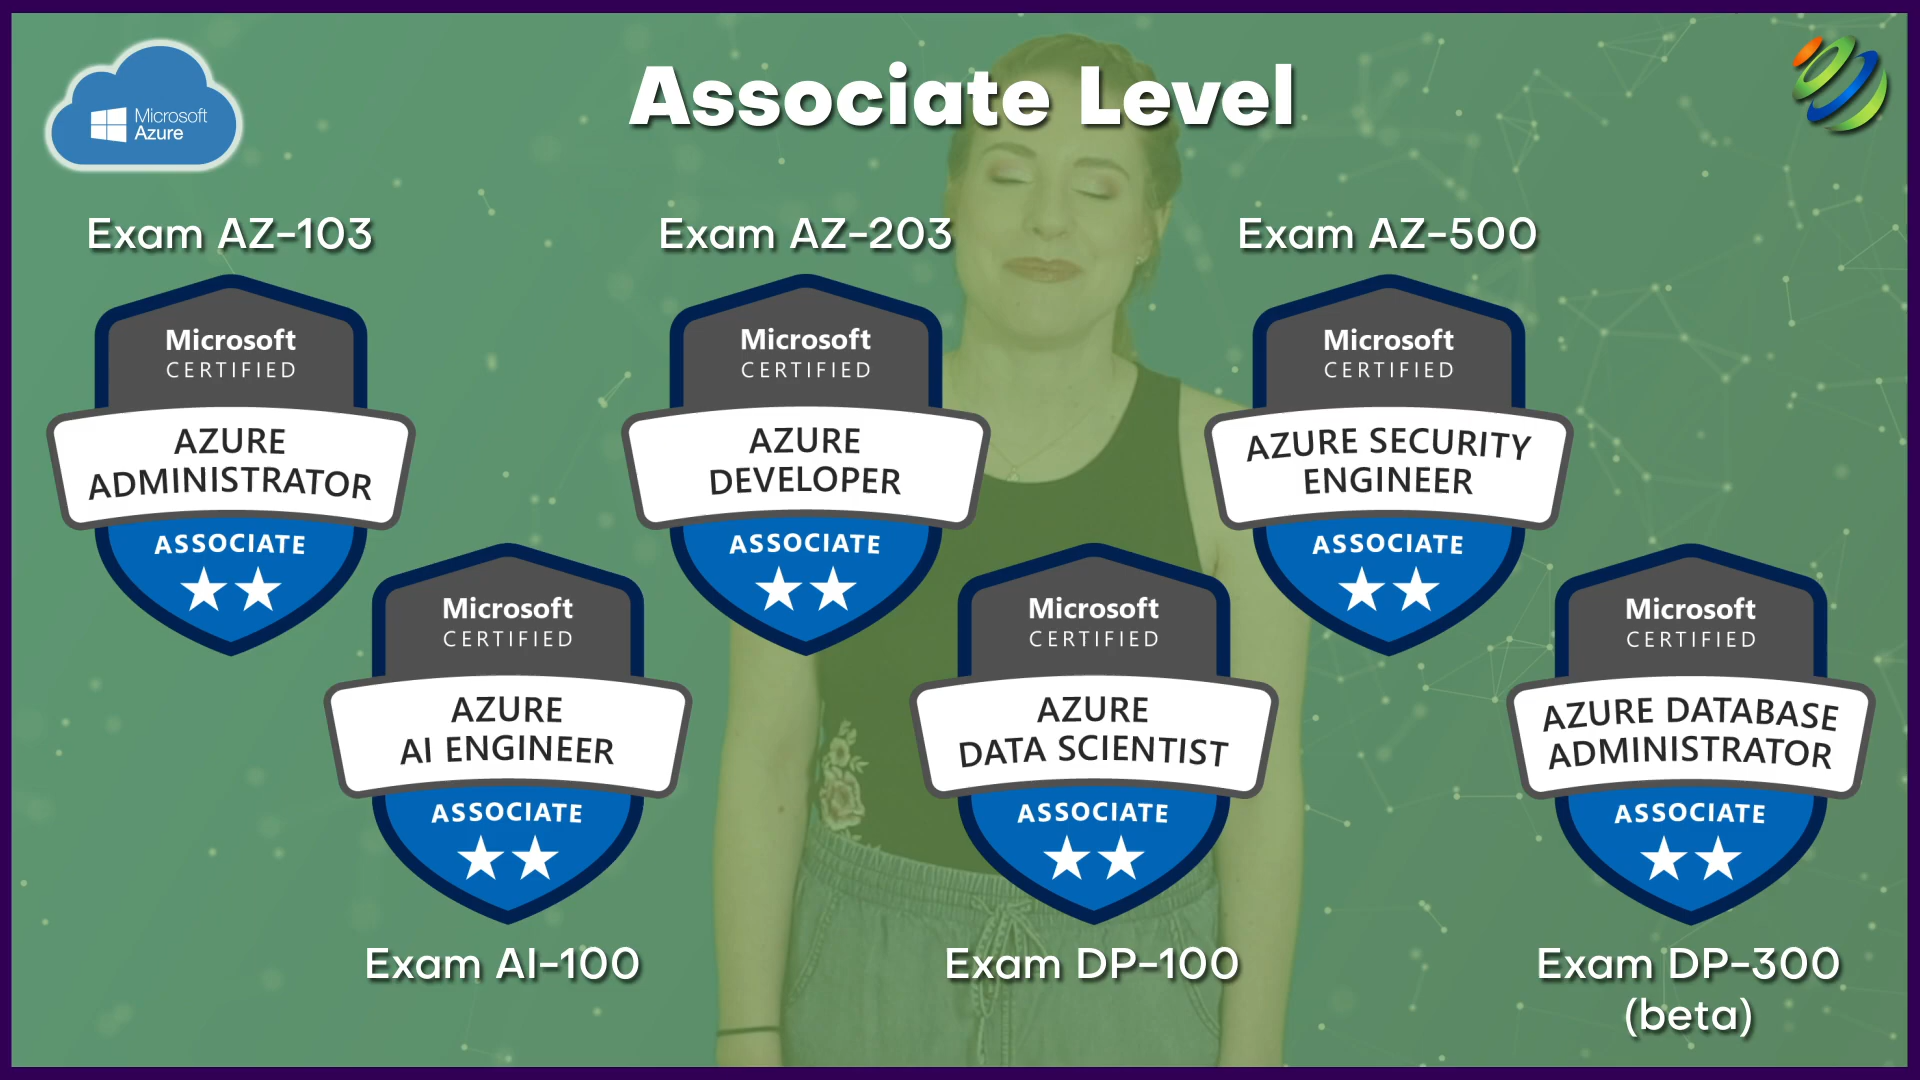 Microsoft
Azure
Associate Level
Exam AZ-103
Microsoft
CERTIFIED
AZURE
ADMINISTRATOR
ASSOCIATE
Exam AZ-203
Microsoft
CERTIFIED
AZURE
DEVELOPER
ASSOCIATE
Exam AZ-500
Microsoft
CERTIFIED
AZURE SECURITY
ENGINEER
ASSOCIATE
Microsoft
CERTIFIED
AZURE
AI ENGINEER
ASSOCIATE
Exam AI-100
Microsoft
CERTIFIED
AZURE
DATA SCIENTIST
ASSOCIATE
Exam DP-100
Microsoft
CERTIFIED
AZURE DATABASE
ADMINISTRATOR
ASSOCIATE
Exam DP-300
(beta)